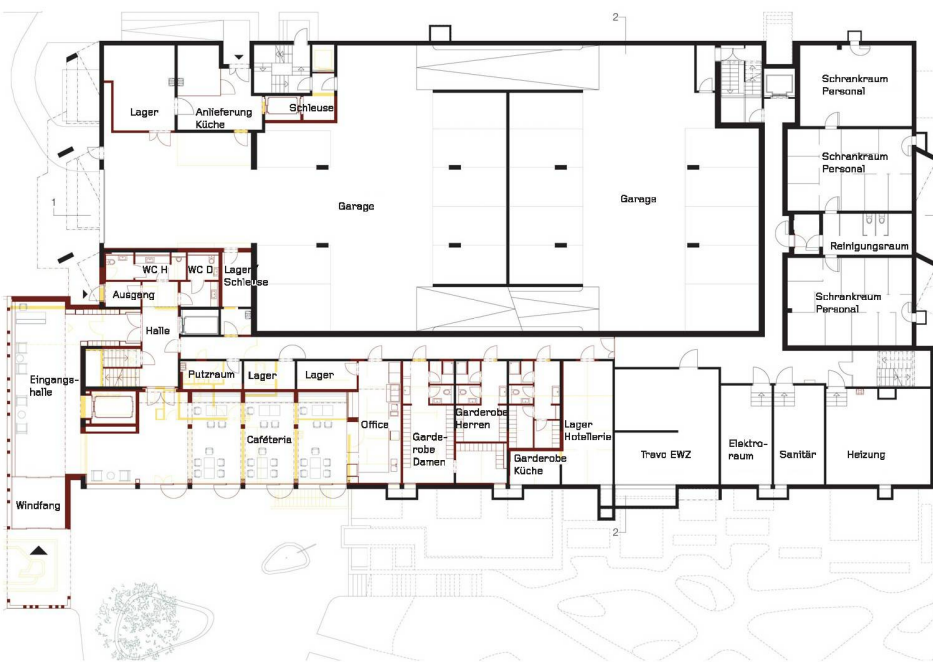 2
Schrankraum
Personal
Lager
Anlieferung
Küche
Schleuse
Schrankraum
Personal
1
Garage
Garage
Reinigungsraum
WC H
WC D
Lager/
Schleuse
Ausgang
Schrankraum
Personal
Halle
Eingangs-
halle
Putzraum
Lager
Lager
Cafeteria
Office
Garde-
robe
Damen
Garderobe
Herren
Garderobe
Küche
Lager
Hotellerie
Travo EWZ
Elektro-
raum
Sanitär
Heizung
Windfang
2